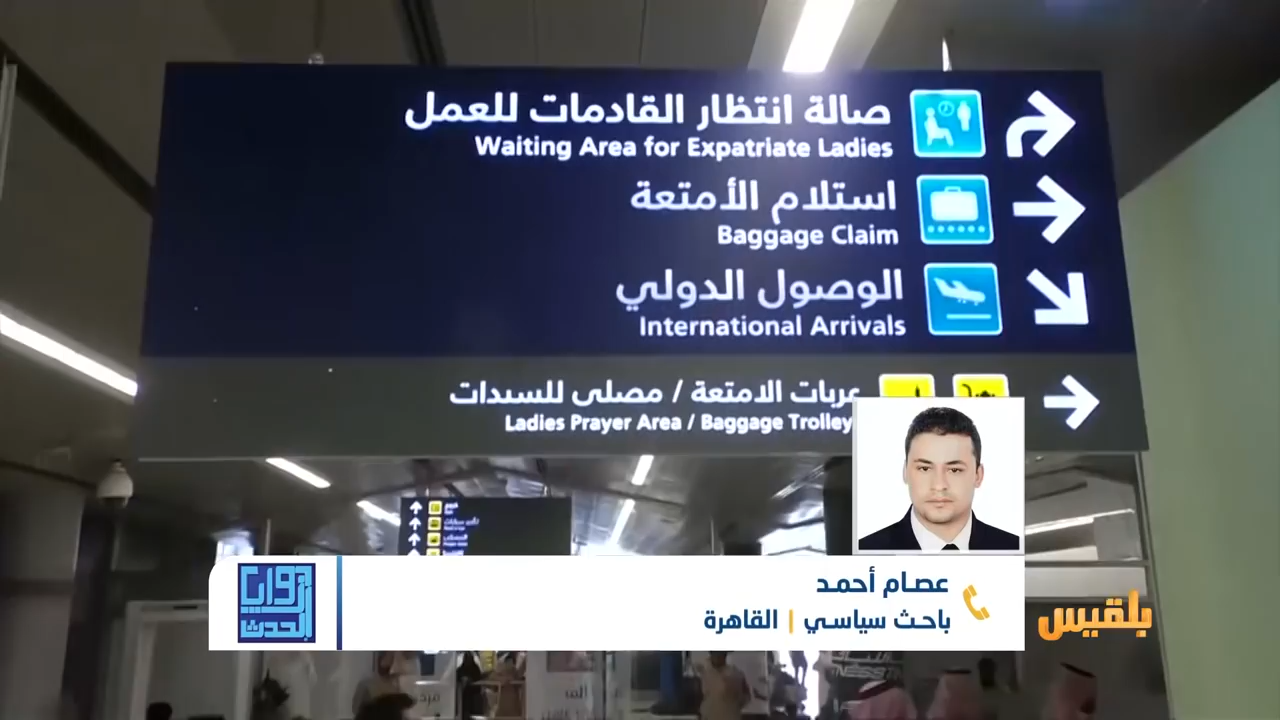 صالة انتظار القادمات للعمل
Waiting Area for Expatriate Ladies
استلام الأمتعة
Baggage Claim
الوصول الدولي
International Arrivals
عربات الامتعة / مصلى للسيدات
Ladies Prayer Area / Baggage Trolley
عصام أحمد
باحث سياسي | القاهرة
بلقيس
زوايا الحدث